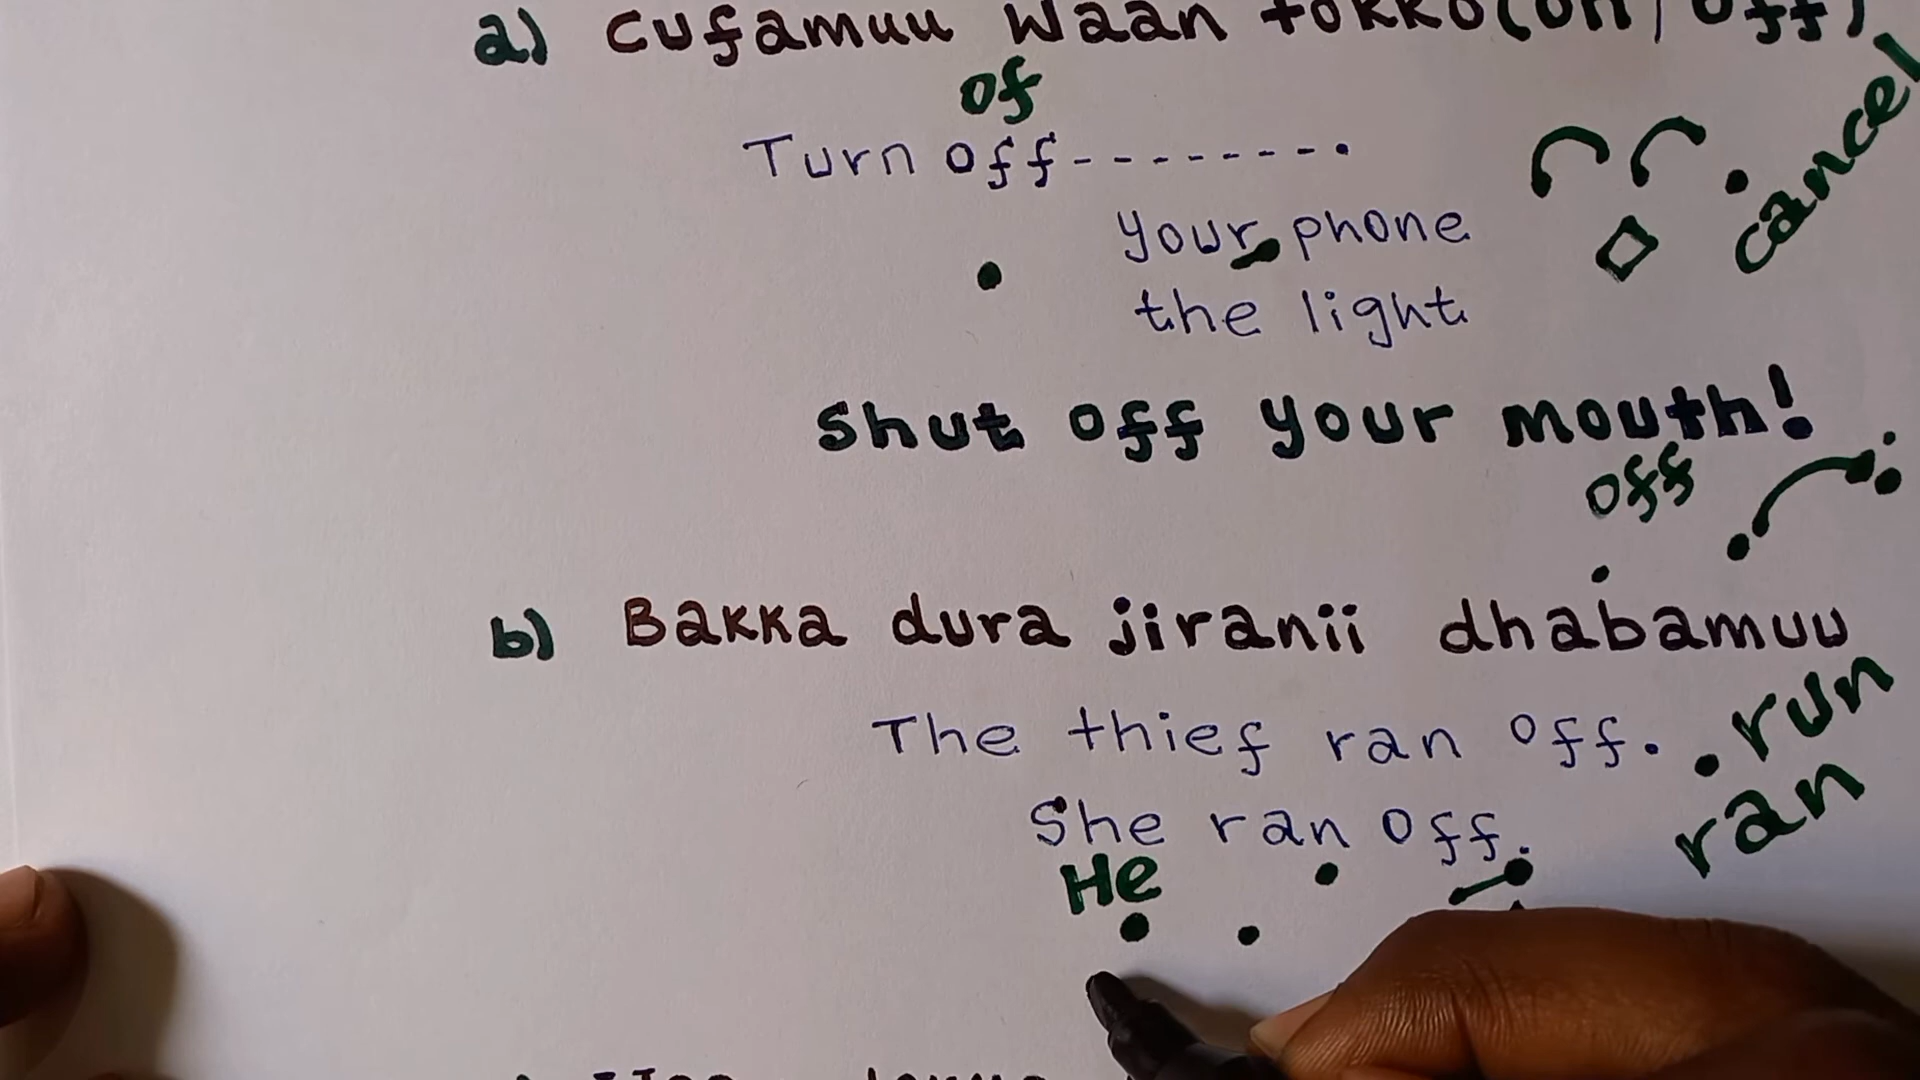 a) Cufamuu Waan tokko(on/off)
of
Turn off--------.
your phone
the light
cancel
Shut off your mouth!
off
b) Bakka dura jiranii dhabamuu
The thief ran off.
run
She ran off.
ran
He